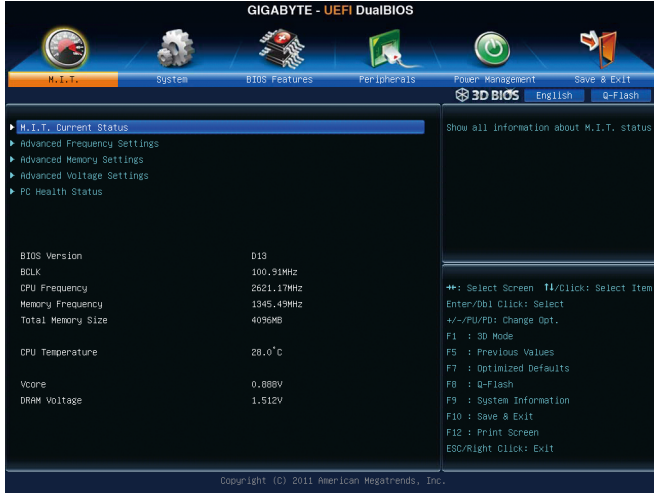 GIGABYTE - UEFI DualBIOS
M.I.T. System BIOS Features Peripherals Power Management Save & Exit
3D BIOS English Q-Flash
M.I.T. Current Status
Advanced Frequency Settings
Advanced Memory Settings
Advanced Voltage Settings
PC Health Status
Show all information about M.I.T. status
BIOS Version D13
BCLK 100.91MHz
CPU Frequency 2621.17MHz
Memory Frequency 1345.49MHz
Total Memory Size 4096MB
CPU Temperature 28.0°C
Vcore 0.888V
DRAM Voltage 1.512V
→←: Select Screen ↑↓/Click: Select Item
Enter/Dbl Click: Select
+/-/PU/PD: Change Opt.
F1 : 3D Mode
F5 : Previous Values
F7 : Optimized Defaults
F8 : Q-Flash
F9 : System Information
F10 : Save & Exit
F12 : Print Screen
ESC/Right Click: Exit
Copyright (C) 2011 American Megatrends, Inc.